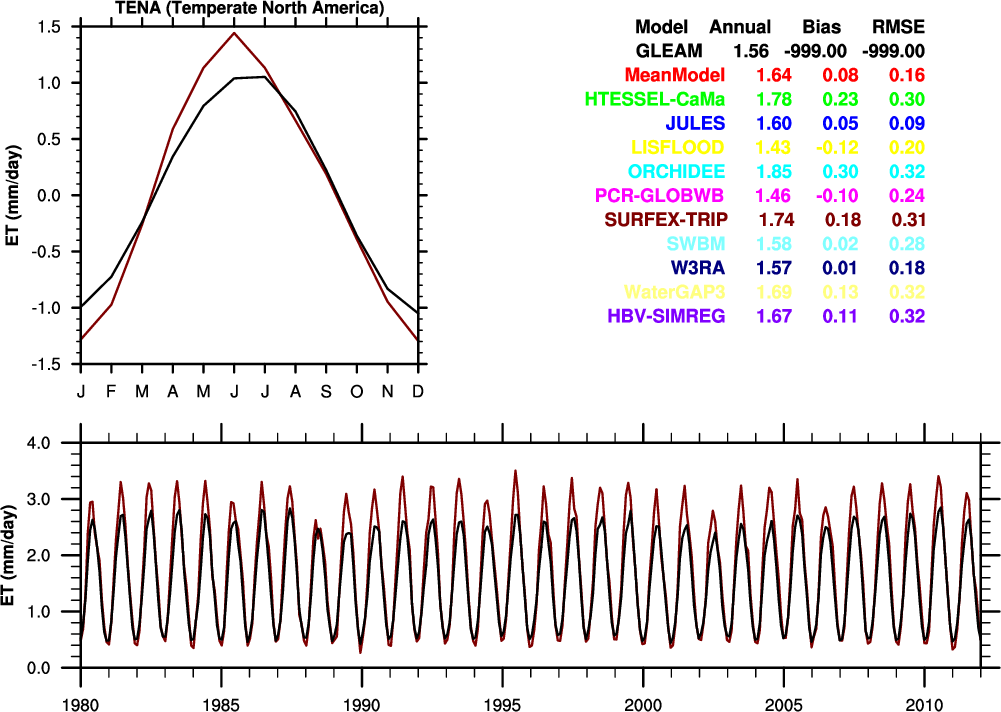 TENA (Temperate North America)
1.5
1.0
0.5
0.0
-0.5
-1.0
-1.5
ET (mm/day)
J F M A M J J A S O N D
Model Annual Bias RMSE
GLEAM 1.56 -999.00 -999.00
MeanModel 1.64 0.08 0.16
HTESSEL-CaMa 1.78 0.23 0.30
JULES 1.60 0.05 0.09
LISFLOOD 1.43 -0.12 0.20
ORCHIDEE 1.85 0.30 0.32
PCR-GLOBWB 1.46 -0.10 0.24
SURFEX-TRIP 1.74 0.18 0.31
SWBM 1.58 0.02 0.28
W3RA 1.57 0.01 0.18
WaterGAP3 1.69 0.13 0.32
HBV-SIMREG 1.67 0.11 0.32
4.0
3.0
2.0
1.0
0.0
ET (mm/day)
1980 1985 1990 1995 2000 2005 2010